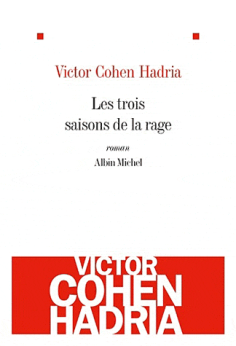 Victor Cohen Hadria
Les trois
saisons de la rage
roman
Albin Michel
VICTOR
COHEN
HADRIA